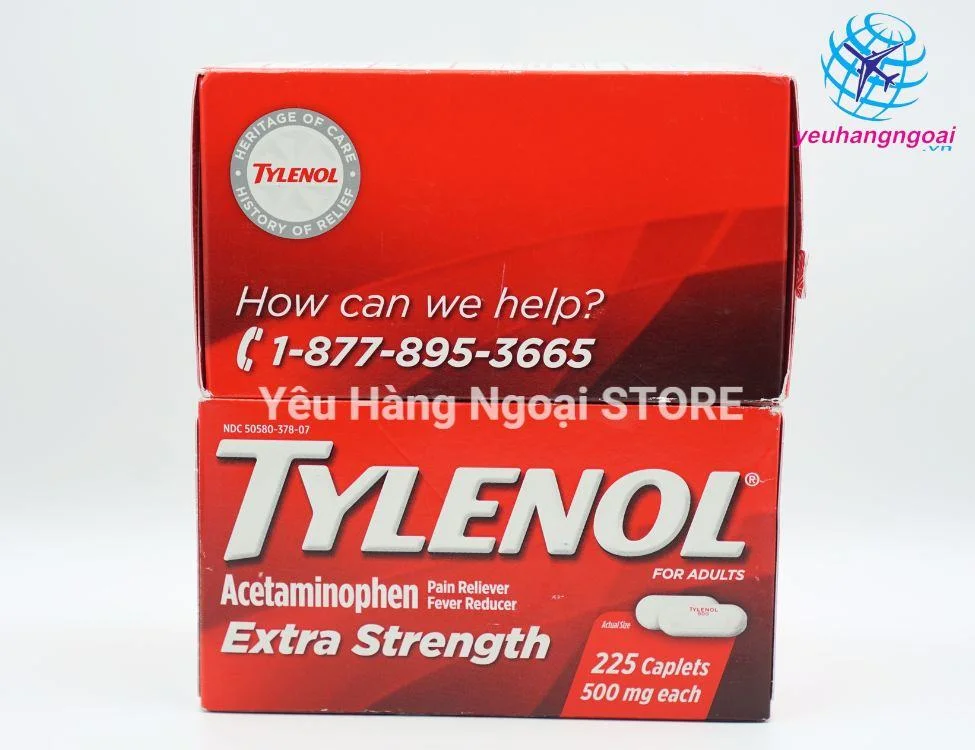 yeuhangngoai
.vn
HERITAGE OF CARE
TYLENOL
HISTORY OF RELIEF
How can we help?
1-877-895-3665
Yêu Hàng Ngoại STORE
NDC 50580-378-07
TYLENOL®
FOR ADULTS
Acetaminophen Pain Reliever
Fever Reducer
Extra Strength
Actual Size
TYLENOL
500
225 Caplets
500 mg each